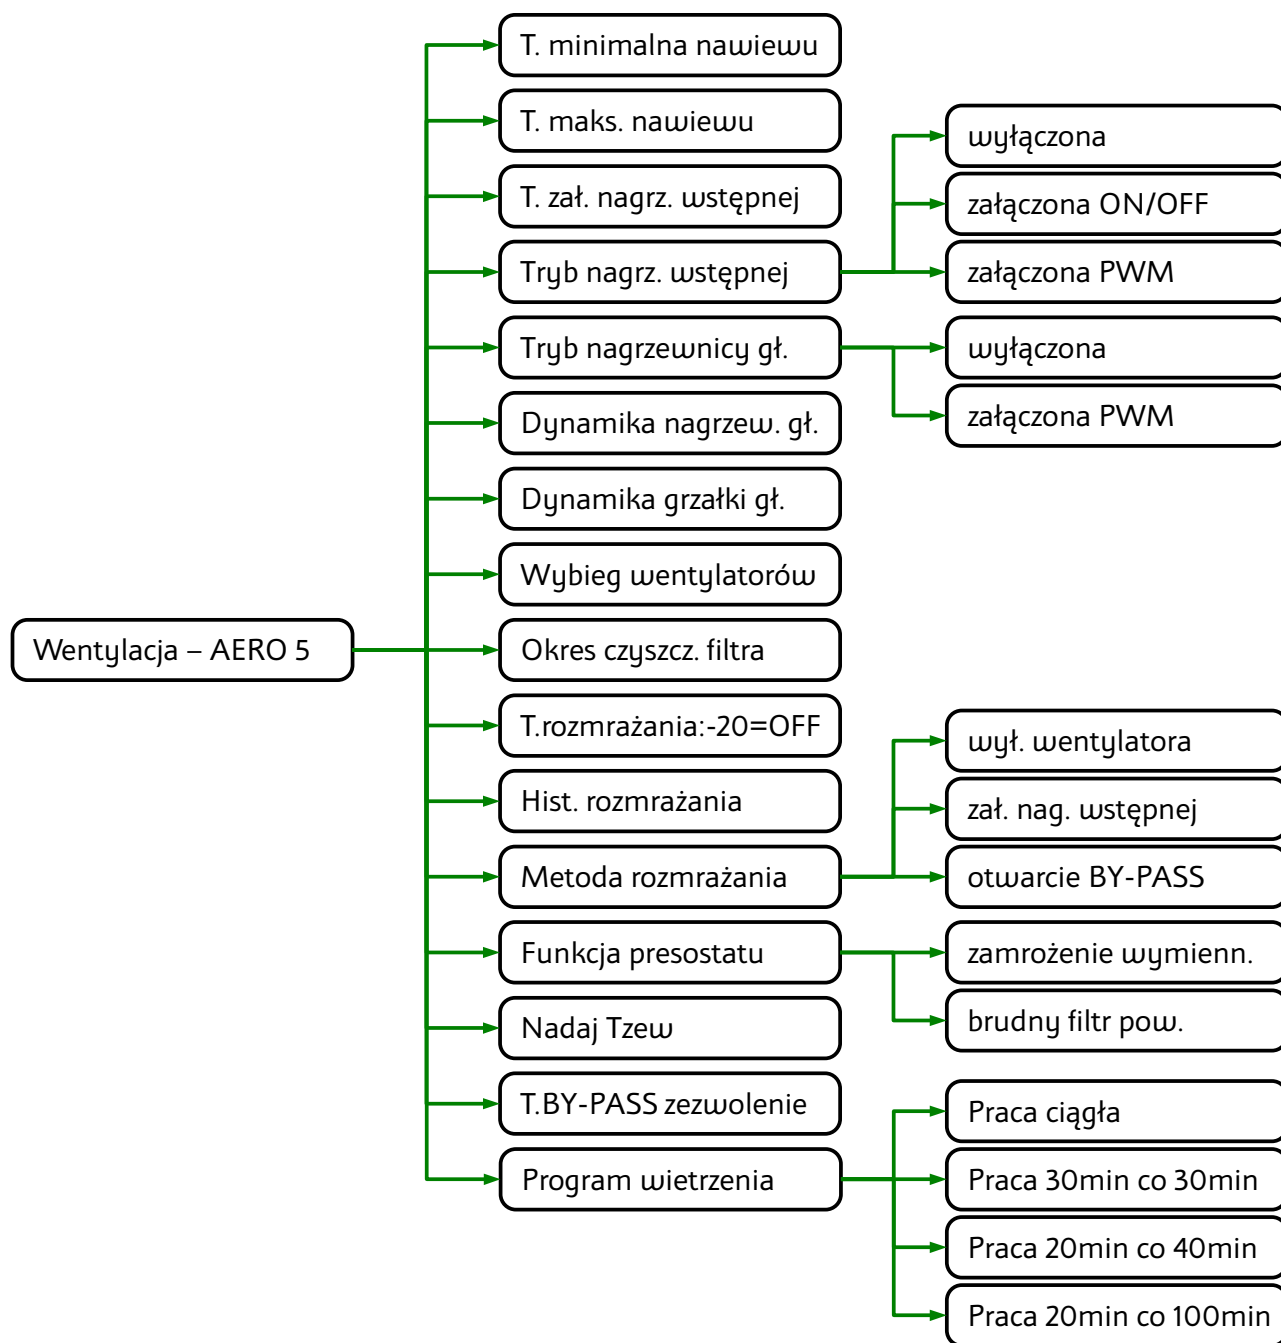 Wentylacja – AERO 5
T. minimalna nawiewu
T. maks. nawiewu
T. zał. nagrz. wstępnej
Tryb nagrz. wstępnej
wyłączona
załączona ON/OFF
załączona PWM
Tryb nagrzewnicy gł.
wyłączona
załączona PWM
Dynamika nagrzew. gł.
Dynamika grzałki gł.
Wybieg wentylatorów
Okres czyszcz. filtra
T.rozmrażania:-20=OFF
Hist. rozmrażania
Metoda rozmrażania
wył. wentylatora
zał. nag. wstępnej
otwarcie BY-PASS
Funkcja presostatu
zamrożenie wymienn.
brudny filtr pow.
Nadaj Tzew
T.BY-PASS zezwolenie
Program wietrzenia
Praca ciągła
Praca 30min co 30min
Praca 20min co 40min
Praca 20min co 100min